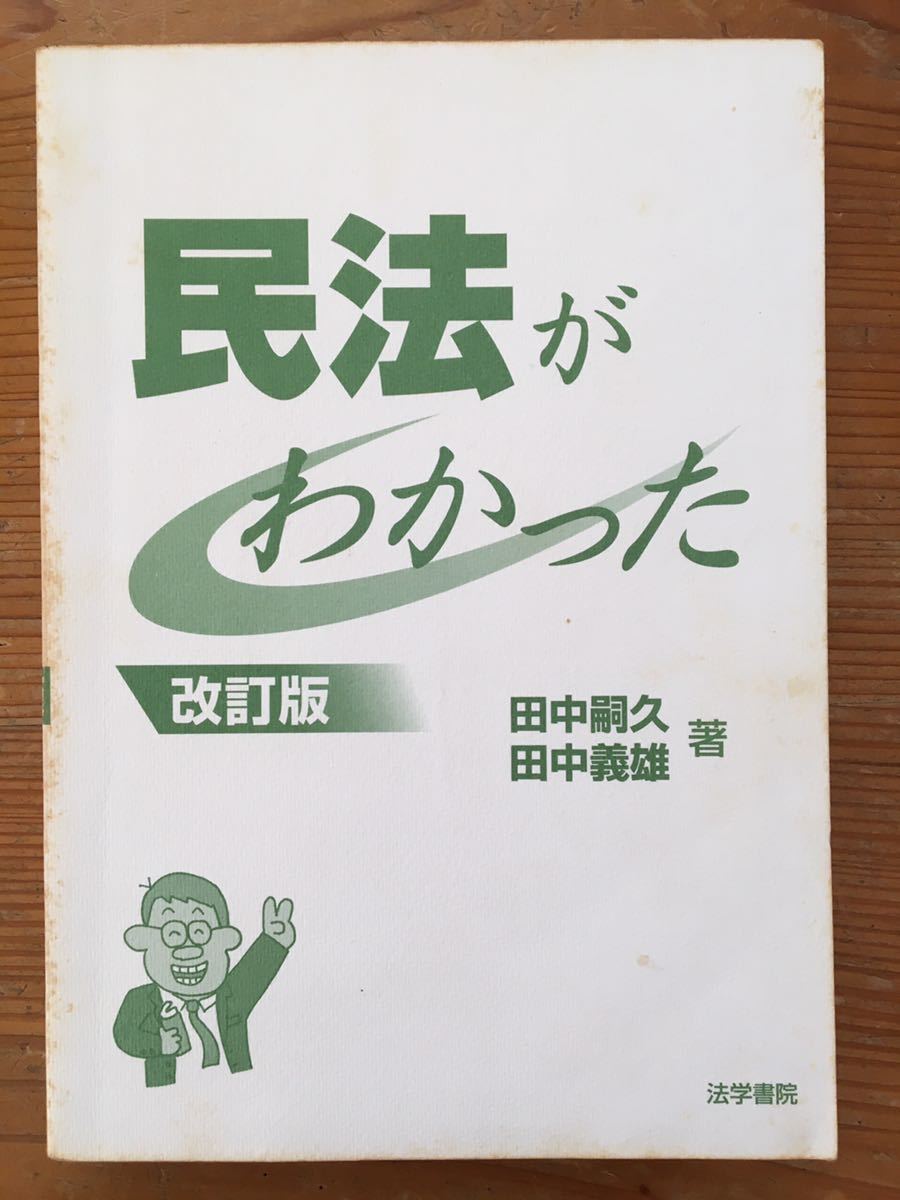 民法が
わかった
改訂版
田中嗣久
田中義雄
著
法学書院